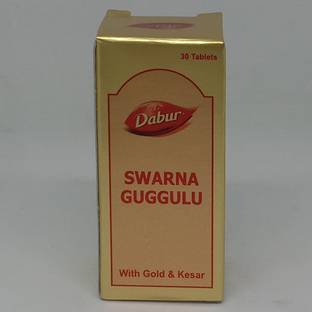 30 Tablets
Dabur
SWARNA
GUGGULU
With Gold & Kesar